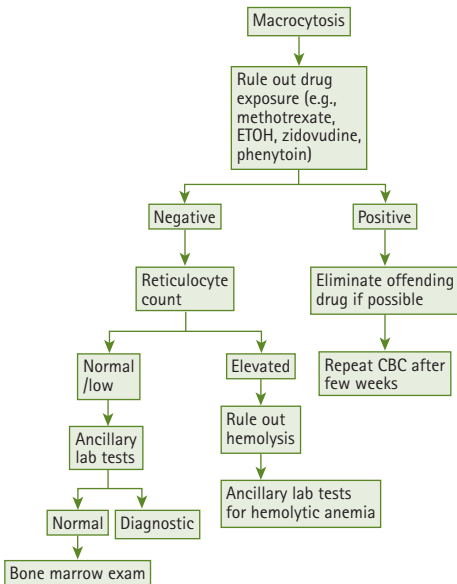 Macrocytosis
Rule out drug
exposure (e.g.,
methotrexate,
ETOH, zidovudine,
phenytoin)
Negative
Positive
Reticulocyte
count
Eliminate offending
drug if possible
Normal
/low
Elevated
Repeat CBC after
few weeks
Ancillary
lab tests
Rule out
hemolysis
Normal
Diagnostic
Ancillary lab tests
for hemolytic anemia
Bone marrow exam